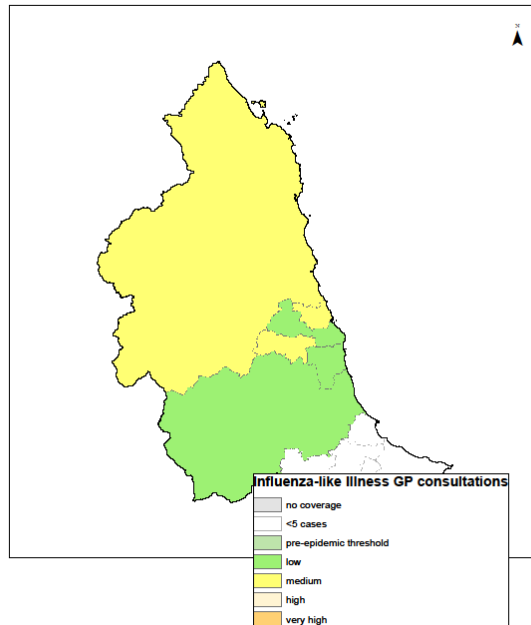 Influenza-like Illness GP consultations
no coverage
<5 cases
pre-epidemic threshold
low
medium
high
very high